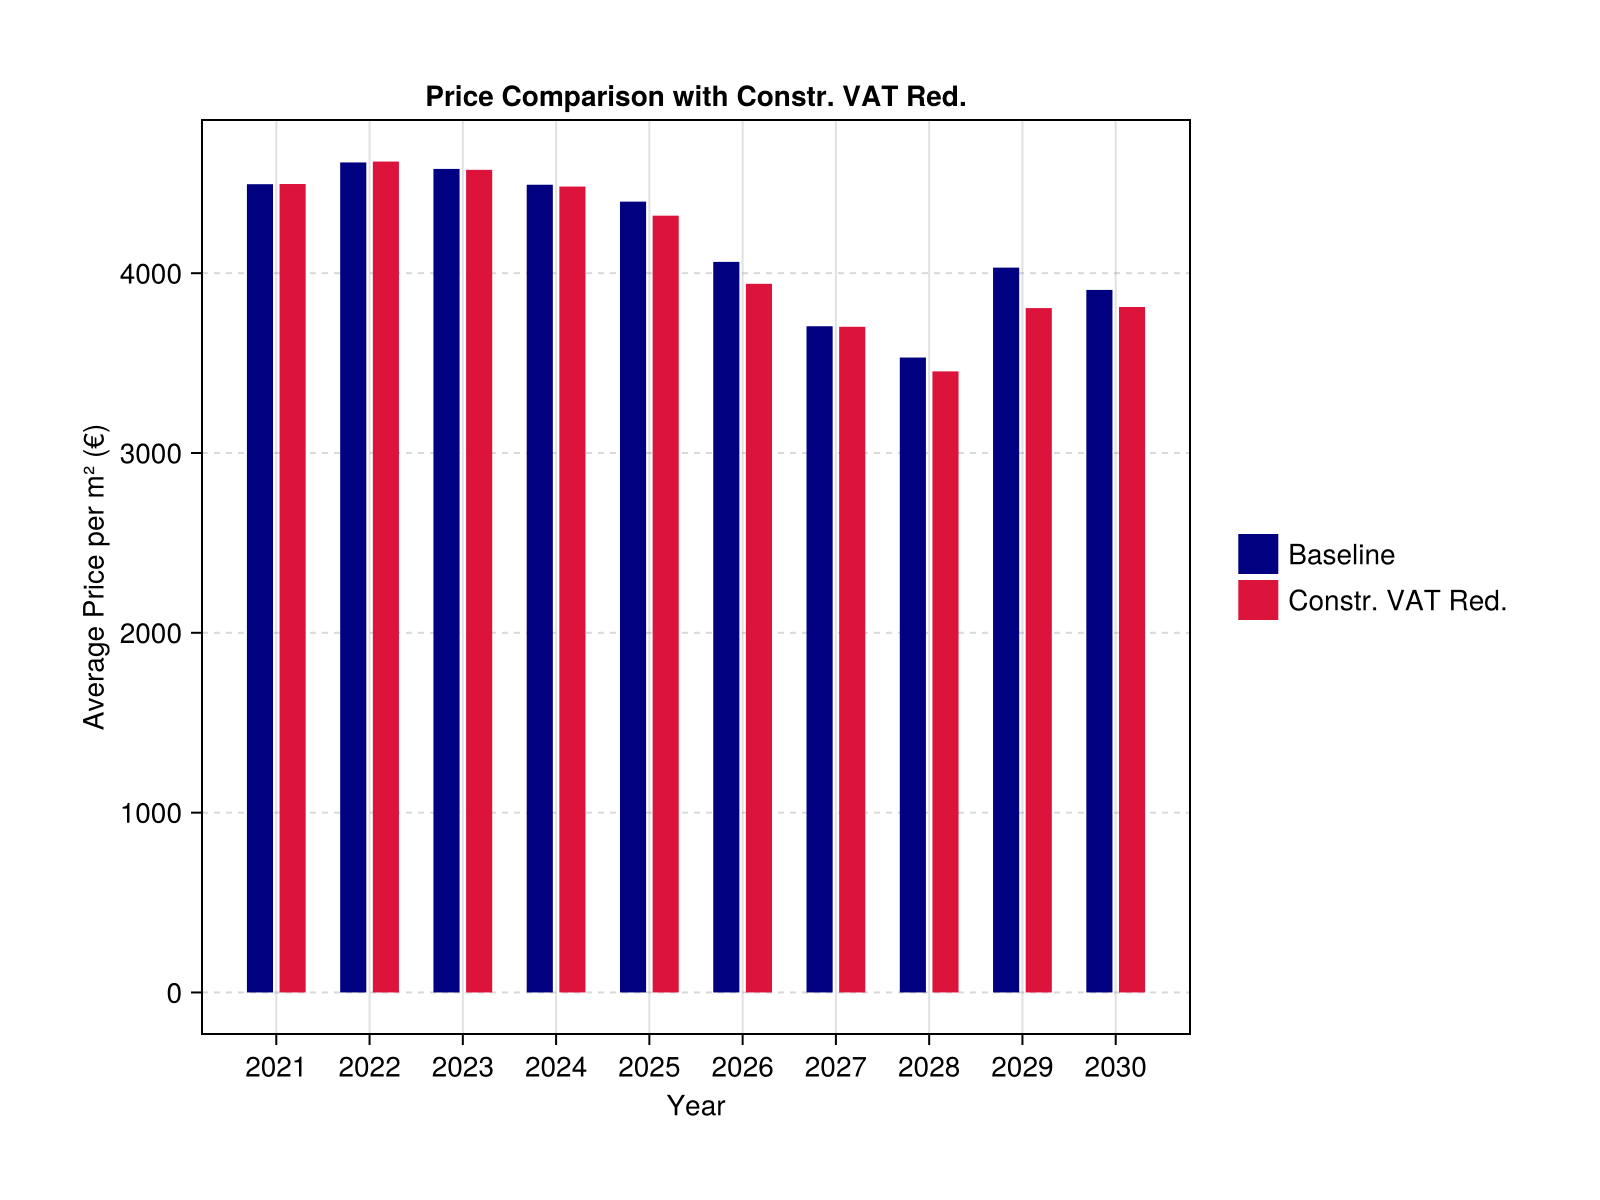 Price Comparison with Constr. VAT Red.
Average Price per m² (€)
4000
3000
2000
1000
0
2021 2022 2023 2024 2025 2026 2027 2028 2029 2030
Year
Baseline
Constr. VAT Red.